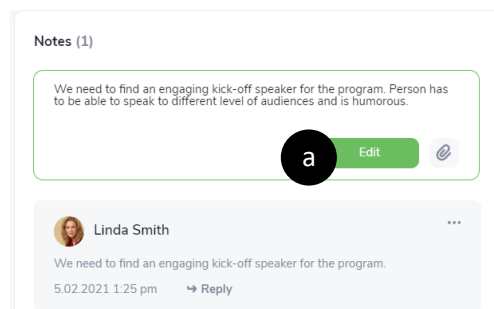 Notes (1)
We need to find an engaging kick-off speaker for the program. Person has
to be able to speak to different level of audiences and is humorous.
a Edit
Linda Smith
We need to find an engaging kick-off speaker for the program.
5.02.2021 1:25 pm Reply